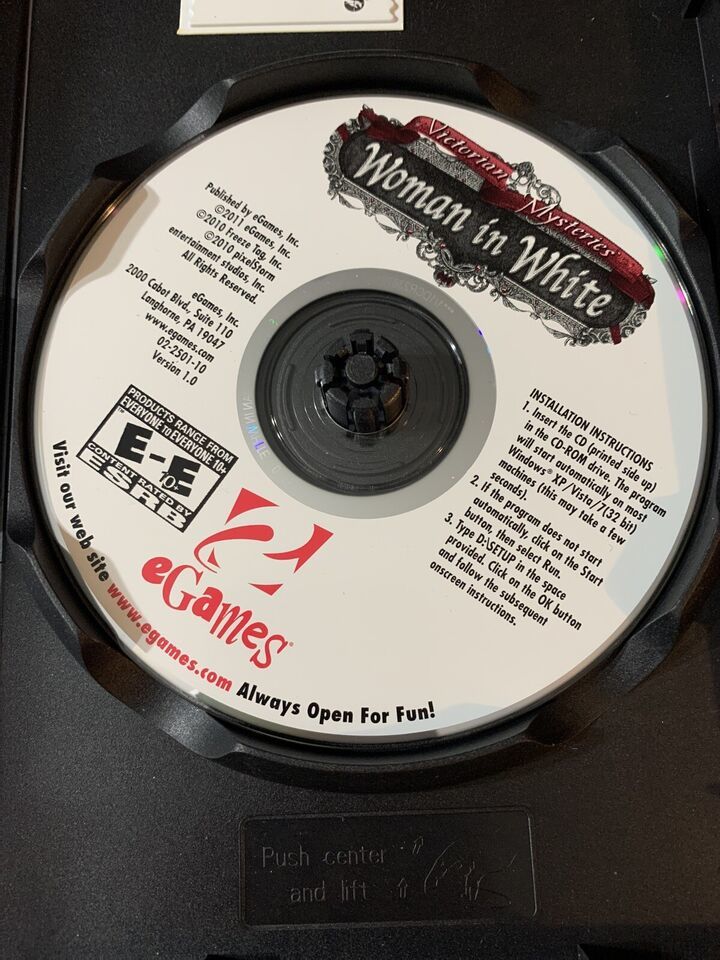 Victorian Mysteries
Woman in White
Published by eGames, Inc.
©2011 eGames, Inc.
©2010 Freeze Tag, Inc.
©2010 pixelStorm
entertainment studios, inc.
All Rights Reserved.
eGames, Inc.
2000 Cabot Blvd., Suite 110
Langhorne, PA 19047
www.egames.com
02-2501-10
Version 1.0
PRODUCTS RANGE FROM
EVERYONE TO EVERYONE 10+
E-E
10+
CONTENT RATED BY
ESRB
INSTALLATION INSTRUCTIONS
1. Insert the CD (printed side up)
in the CD-ROM drive. The program
will start automatically on most
Windows® XP/Vista/7(32 bit)
machines (this may take a few
seconds).
2. If the program does not start
automatically, click on the Start
button, then select Run.
3. Type D:\SETUP in the space
provided. Click on the OK button
and follow the subsequent
onscreen instructions.
eGames®
Visit our web site www.egames.com Always Open For Fun!
Push center
and lift